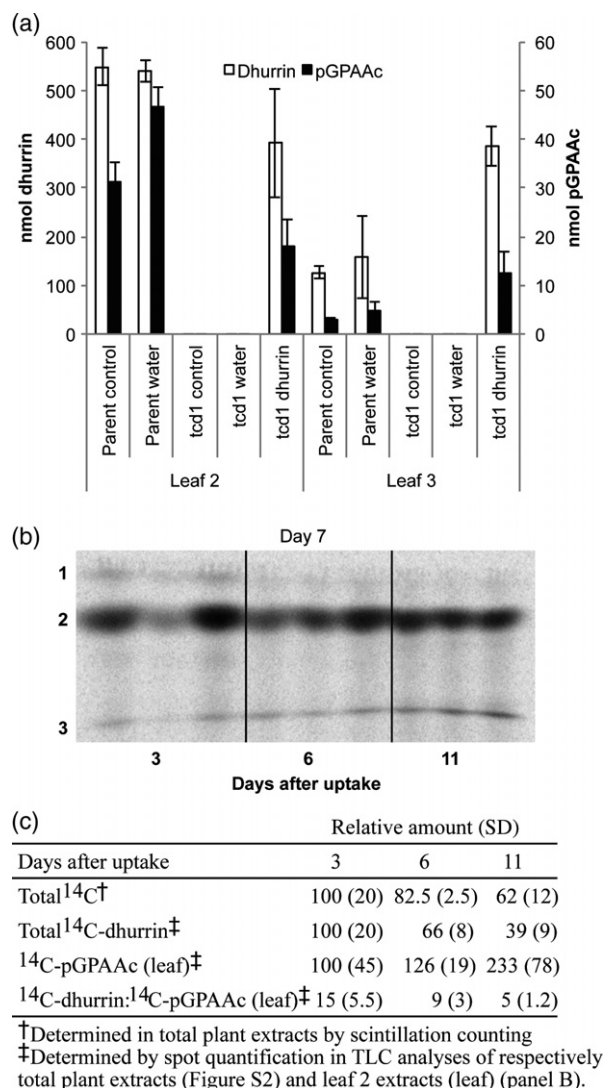 (a)
600
500
400
300
200
100
0
nmol dhurrin
Dhurrin pGPAAc
60
50
40
30
20
10
0
nmol pGPAAc
Parent control
Parent water
tcd1 control
tcd1 water
tcd1 dhurrin
Parent control
Parent water
tcd1 control
tcd1 water
tcd1 dhurrin
Leaf 2 Leaf 3
(b)
Day 7
1
2
3
3 6 11
Days after uptake
(c)
Relative amount (SD)
Days after uptake 3 6 11
Total¹⁴C† 100 (20) 82.5 (2.5) 62 (12)
Total¹⁴C-dhurrin‡ 100 (20) 66 (8) 39 (9)
¹⁴C-pGPAAc (leaf)‡ 100 (45) 126 (19) 233 (78)
¹⁴C-dhurrin:¹⁴C-pGPAAc (leaf)‡ 15 (5.5) 9 (3) 5 (1.2)
†Determined in total plant extracts by scintillation counting
‡Determined by spot quantification in TLC analyses of respectively
total plant extracts (Figure S2) and leaf 2 extracts (leaf) (panel B).